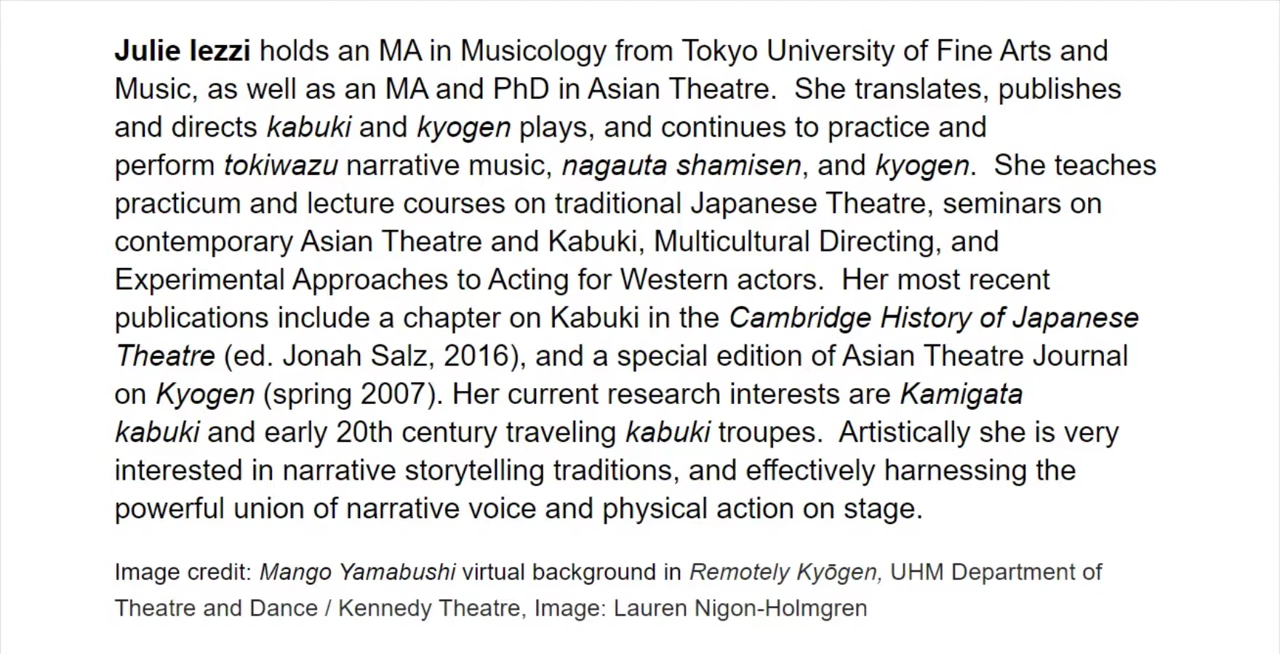 Julie Iezzi holds an MA in Musicology from Tokyo University of Fine Arts and
Music, as well as an MA and PhD in Asian Theatre.  She translates, publishes
and directs kabuki and kyogen plays, and continues to practice and
perform tokiwazu narrative music, nagauta shamisen, and kyogen.  She teaches
practicum and lecture courses on traditional Japanese Theatre, seminars on
contemporary Asian Theatre and Kabuki, Multicultural Directing, and
Experimental Approaches to Acting for Western actors.  Her most recent
publications include a chapter on Kabuki in the Cambridge History of Japanese
Theatre (ed. Jonah Salz, 2016), and a special edition of Asian Theatre Journal
on Kyogen (spring 2007). Her current research interests are Kamigata
kabuki and early 20th century traveling kabuki troupes.  Artistically she is very
interested in narrative storytelling traditions, and effectively harnessing the
powerful union of narrative voice and physical action on stage.
Image credit: Mango Yamabushi virtual background in Remotely Kyōgen, UHM Department of
Theatre and Dance / Kennedy Theatre, Image: Lauren Nigon-Holmgren